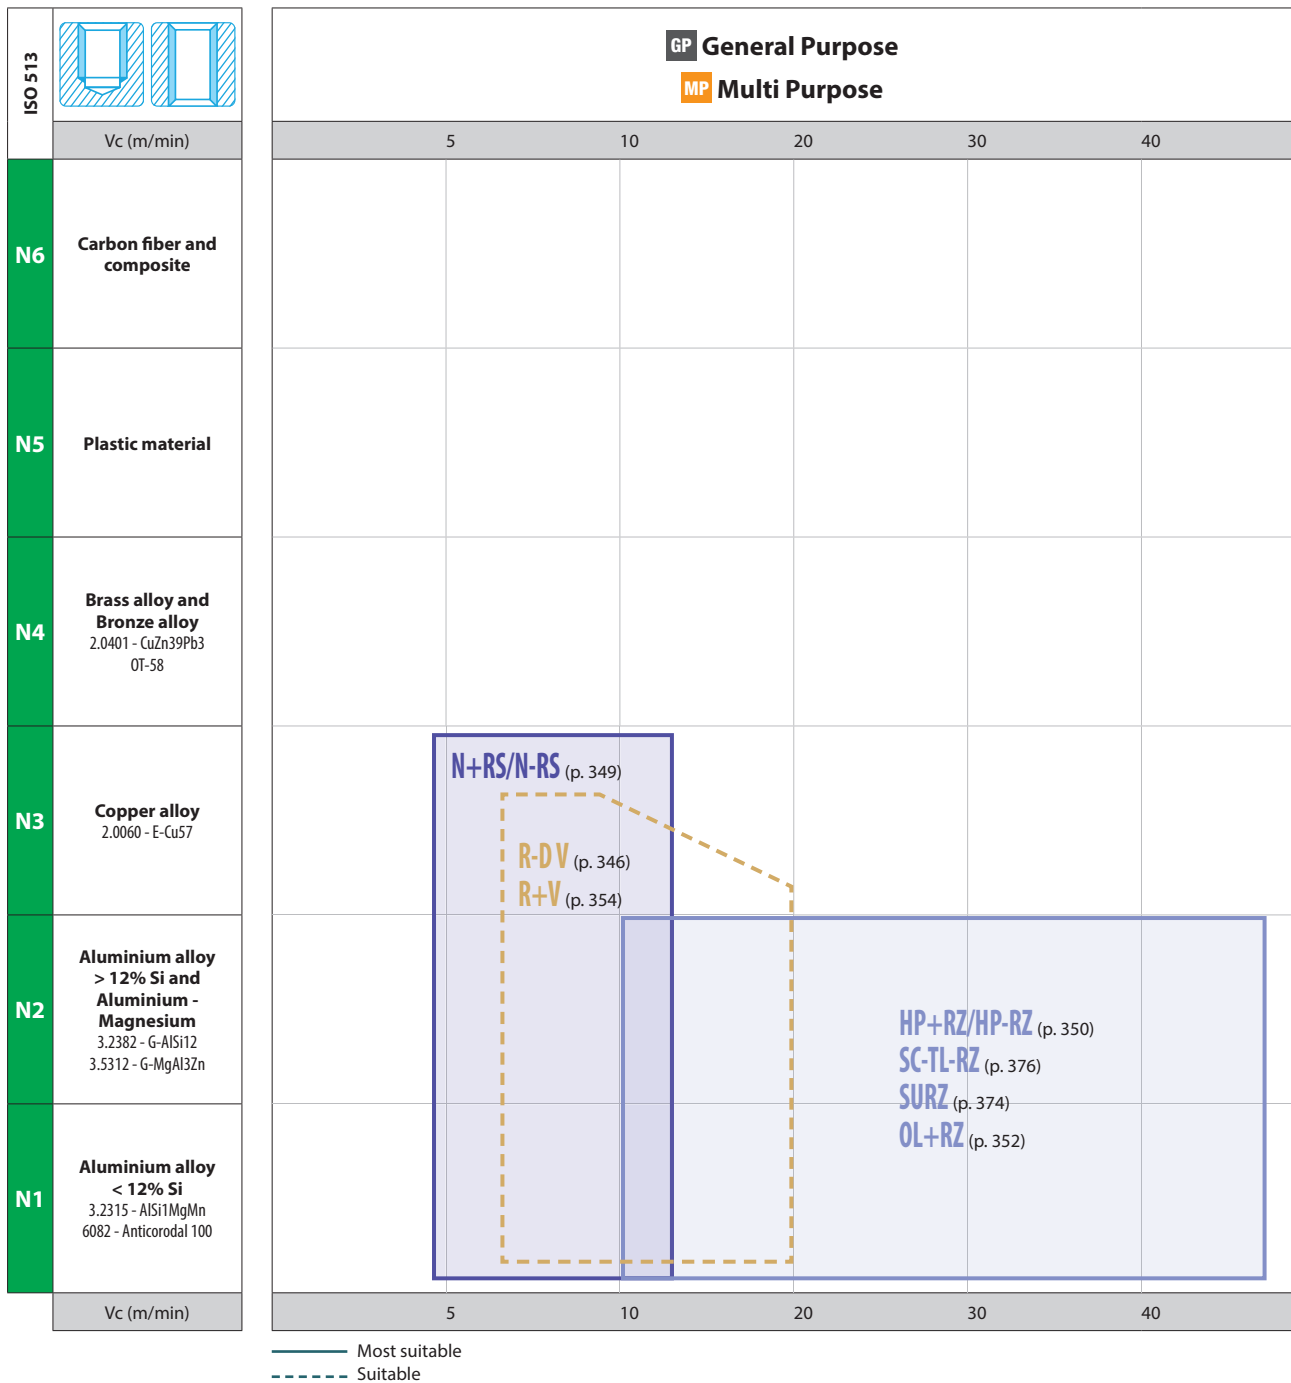 ISO 513
GP General Purpose
MP Multi Purpose
Vc (m/min) 5 10 20 30 40
N6
Carbon fiber and
composite
N5
Plastic material
N4
Brass alloy and
Bronze alloy
2.0401 - CuZn39Pb3
OT-58
N3
Copper alloy
2.0060 - E-Cu57
N+RS/N-RS (p. 349)
R-D V (p. 346)
R+V (p. 354)
N2
Aluminium alloy
> 12% Si and
Aluminium -
Magnesium
3.2382 - G-AlSi12
3.5312 - G-MgAl3Zn
HP+RZ/HP-RZ (p. 350)
SC-TL-RZ (p. 376)
SURZ (p. 374)
OL+RZ (p. 352)
N1
Aluminium alloy
< 12% Si
3.2315 - AlSi1MgMn
6082 - Anticorodal 100
Vc (m/min) 5 10 20 30 40
Most suitable
Suitable